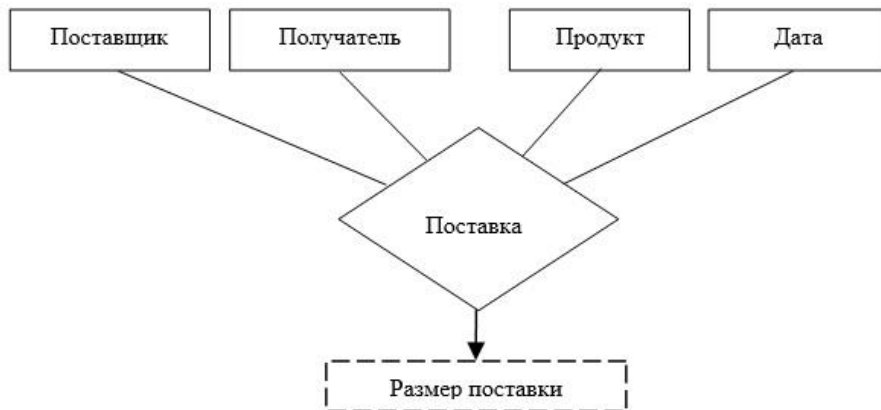 Поставщик
Получатель
Продукт
Дата
Поставка
Размер поставки